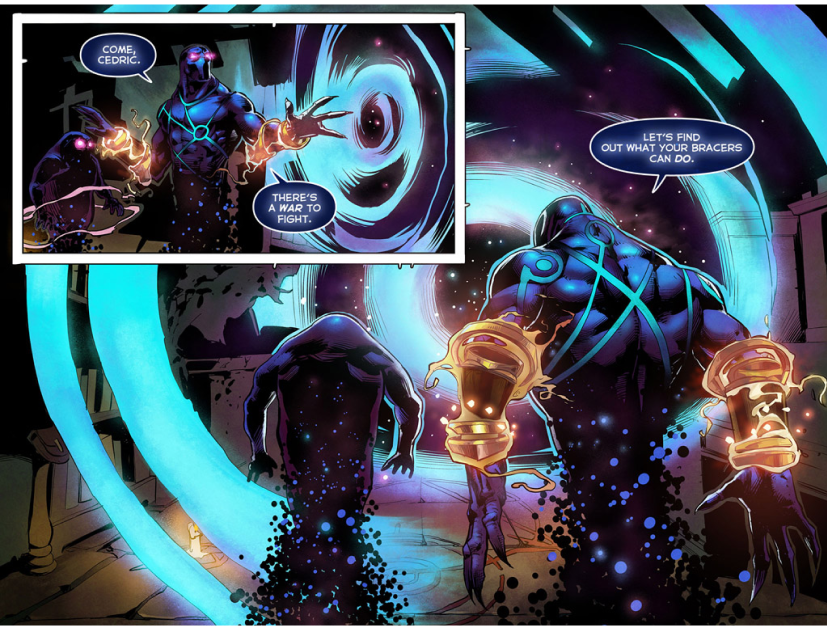 COME,
CEDRIC.
THERE'S
A WAR TO
FIGHT.
LET'S FIND
OUT WHAT YOUR BRACERS
CAN DO.